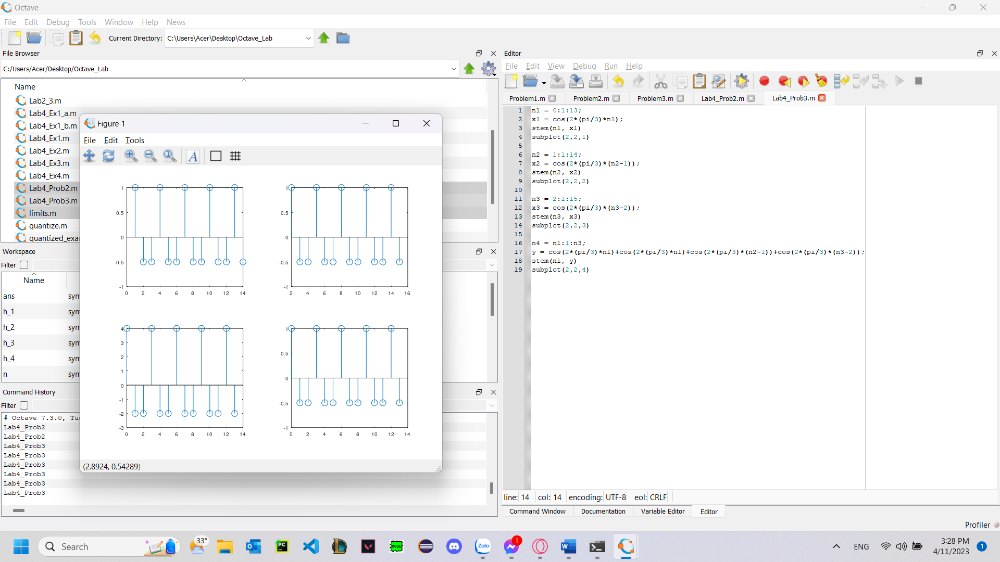 Octave
File Edit Debug Tools Window Help News
Current Directory: C:\Users\Acer\Desktop\Octave_Lab
File Browser
C:/Users/Acer/Desktop/Octave_Lab
Name
Lab2_3.m
Lab4_Ex1_a.m
Lab4_Ex1_b.m
Lab4_Ex1.m
Lab4_Ex2.m
Lab4_Ex3.m
Lab4_Ex4.m
Lab4_Prob2.m
Lab4_Prob3.m
limits.m
quantize.m
quantized_exa
Workspace
Filter
Name
ans sym
h_1 sym
h_2 sym
h_3 sym
h_4 sym
n sym
Command History
Filter
# Octave 7.3.0, Tue
Lab4_Prob2
Lab4_Prob2
Lab4_Prob3
Lab4_Prob3
Lab4_Prob3
Lab4_Prob3
Lab4_Prob3
Lab4_Prob3
Figure 1
File Edit Tools
A
1
0.5
0
-0.5
-1
0 2 4 6 8 10 12 14
1
0.5
0
-0.5
-1
2 4 6 8 10 12 14 16
4
3
2
1
0
-1
-2
-3
0 2 4 6 8 10 12 14
1
0.5
0
-0.5
-1
0 2 4 6 8 10 12 14
(2.8924, 0.54289)
Editor
File Edit View Debug Run Help
Problem1.m Problem2.m Problem3.m Lab4_Prob2.m Lab4_Prob3.m
1 n1 = 0:1:13;
2 x1 = cos(2*(pi/3)*n1);
3 stem(n1, x1)
4 subplot(2,2,1)
5
6 n2 = 1:1:14;
7 x2 = cos(2*(pi/3)*(n2-1));
8 stem(n2, x2)
9 subplot(2,2,2)
10
11 n3 = 2:1:15;
12 x3 = cos(2*(pi/3)*(n3-2));
13 stem(n3, x3)
14 subplot(2,2,3)
15
16 n4 = n1:1:n3;
17 y = cos(2*(pi/3)*n1)+cos(2*(pi/3)*n1)+cos(2*(pi/3)*(n2-1))+cos(2*(pi/3)*(n3-2));
18 stem(n1, y)
19 subplot(2,2,4)
line: 14 col: 14 encoding: UTF-8 eol: CRLF
Command Window Documentation Variable Editor Editor
Profiler
Search
33°
PC
8086
Zalo
1
W
ENG
3:28 PM
4/11/2023
1